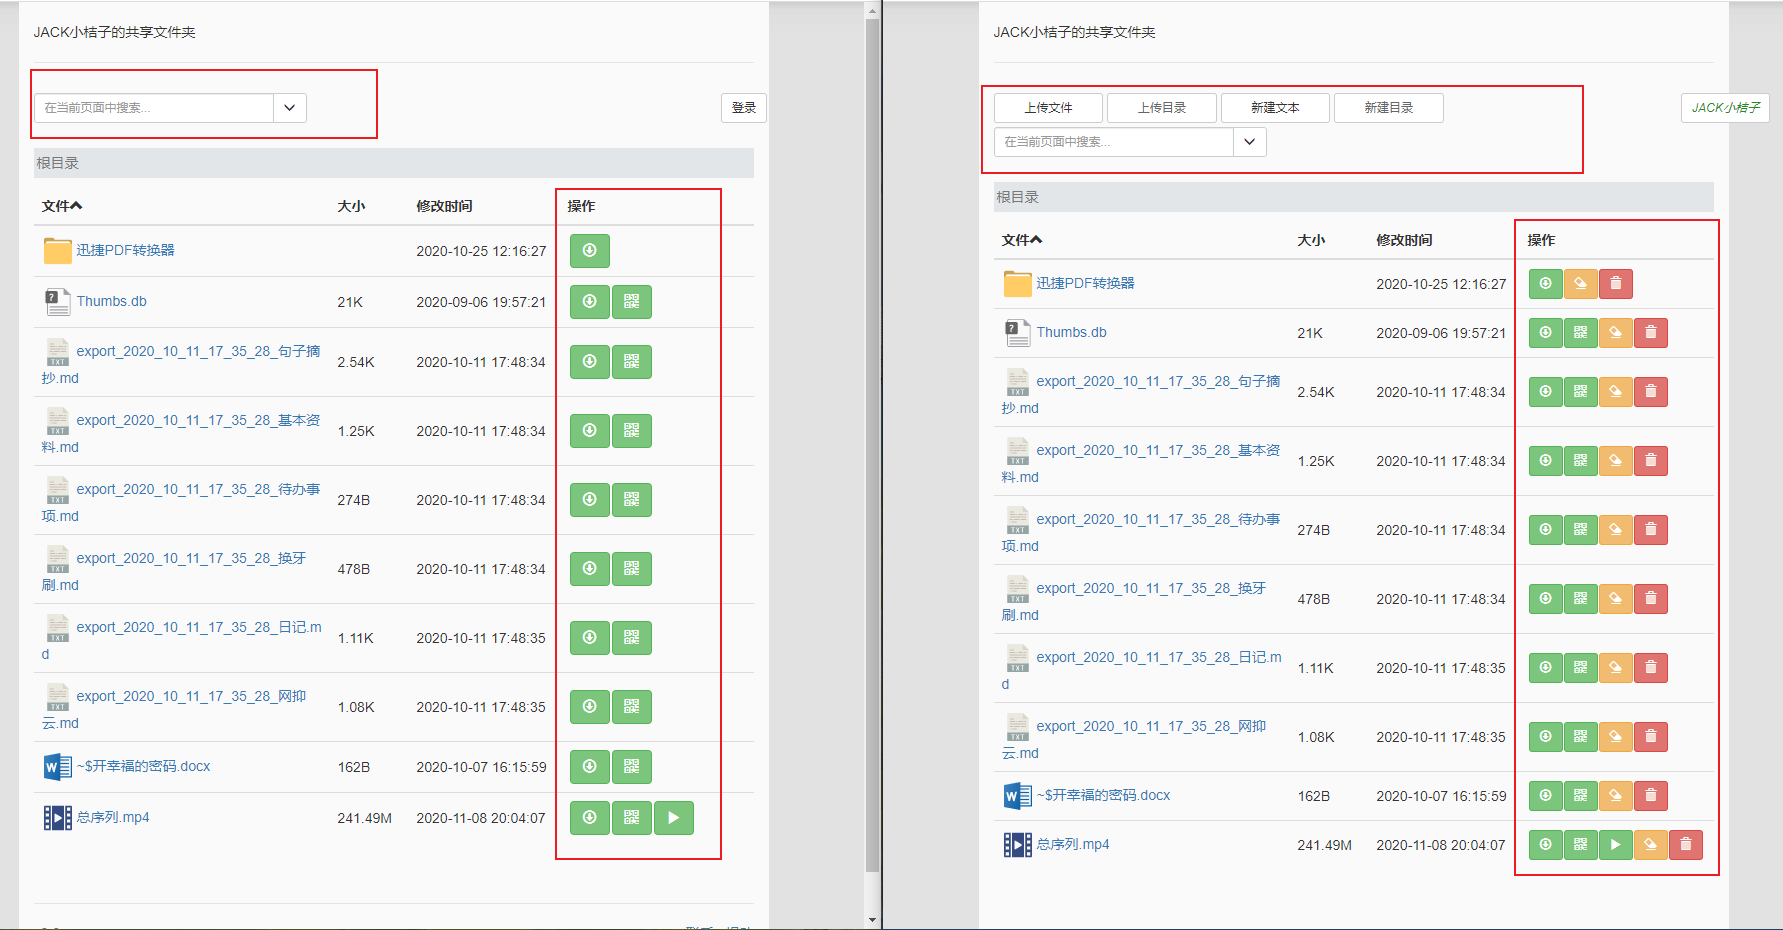 JACK小桔子的共享文件夹
在当前页面中搜索...
登录
根目录
文件 大小 修改时间 操作
迅捷PDF转换器 2020-10-25 12:16:27
Thumbs.db 21K 2020-09-06 19:57:21
export_2020_10_11_17_35_28_句子摘
抄.md 2.54K 2020-10-11 17:48:34
export_2020_10_11_17_35_28_基本资
料.md 1.25K 2020-10-11 17:48:34
export_2020_10_11_17_35_28_待办事
项.md 274B 2020-10-11 17:48:34
export_2020_10_11_17_35_28_换牙
刷.md 478B 2020-10-11 17:48:34
export_2020_10_11_17_35_28_日记.m
d 1.11K 2020-10-11 17:48:35
export_2020_10_11_17_35_28_网抑
云.md 1.08K 2020-10-11 17:48:35
~$开幸福的密码.docx 162B 2020-10-07 16:15:59
总序列.mp4 241.49M 2020-11-08 20:04:07
JACK小桔子的共享文件夹
上传文件 上传目录 新建文本 新建目录
JACK小桔子
在当前页面中搜索...
根目录
文件 大小 修改时间 操作
迅捷PDF转换器 2020-10-25 12:16:27
Thumbs.db 21K 2020-09-06 19:57:21
export_2020_10_11_17_35_28_句子摘
抄.md 2.54K 2020-10-11 17:48:34
export_2020_10_11_17_35_28_基本资
料.md 1.25K 2020-10-11 17:48:34
export_2020_10_11_17_35_28_待办事
项.md 274B 2020-10-11 17:48:34
export_2020_10_11_17_35_28_换牙
刷.md 478B 2020-10-11 17:48:34
export_2020_10_11_17_35_28_日记.m
d 1.11K 2020-10-11 17:48:35
export_2020_10_11_17_35_28_网抑
云.md 1.08K 2020-10-11 17:48:35
~$开幸福的密码.docx 162B 2020-10-07 16:15:59
总序列.mp4 241.49M 2020-11-08 20:04:07